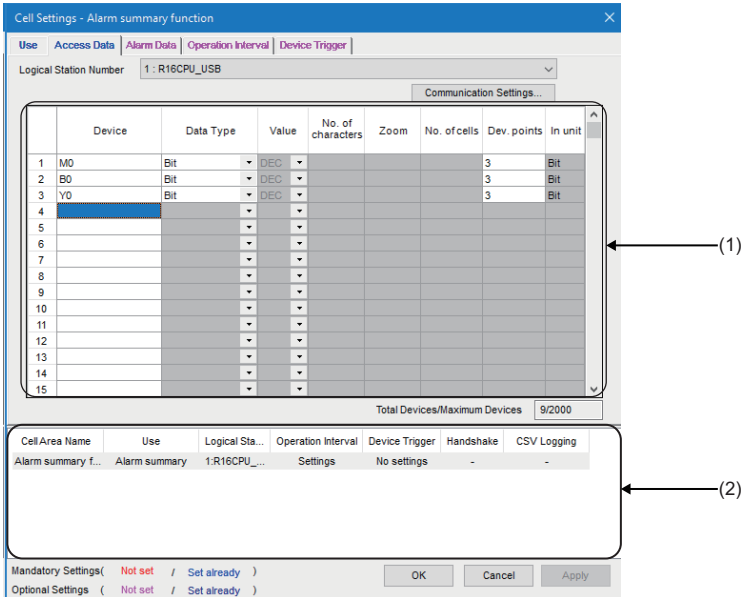 Cell Settings - Alarm summary function
Use Access Data Alarm Data Operation Interval Device Trigger
Logical Station Number 1 : R16CPU_USB
Communication Settings...
Device Data Type Value No. of characters Zoom No. of cells Dev. points In unit
1 M0 Bit DEC 3 Bit
2 B0 Bit DEC 3 Bit
3 Y0 Bit DEC 3 Bit
4
5
6
(1)
7
8
9
10
11
12
13
14
15
Total Devices/Maximum Devices 9/2000
Cell Area Name Use Logical Sta... Operation Interval Device Trigger Handshake CSV Logging
Alarm summary f... Alarm summary 1:R16CPU_... Settings No settings - -
(2)
Mandatory Settings( Not set / Set already )
OK Cancel Apply
Optional Settings ( Not set / Set already )